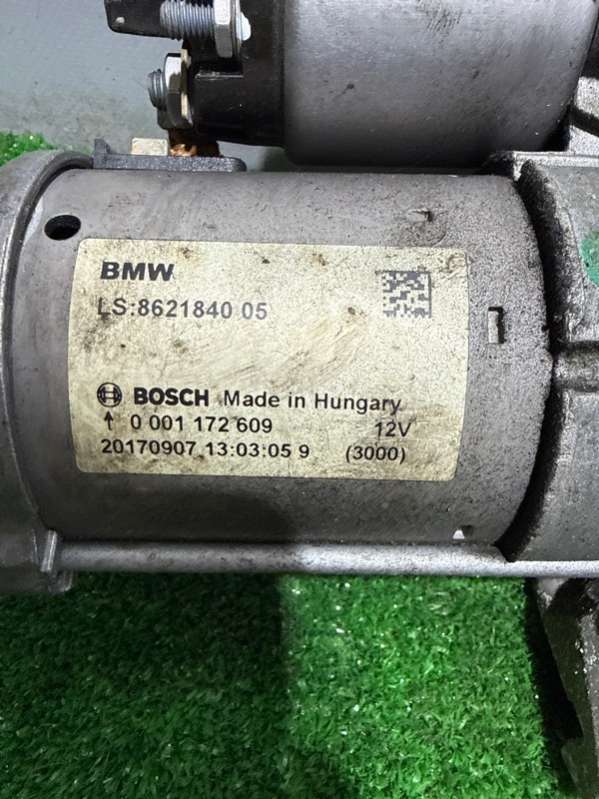 BMW
LS:8621840 05
BOSCH Made in Hungary
↑ 0 001 172 609 12V
20170907 13:03:05 9 (3000)